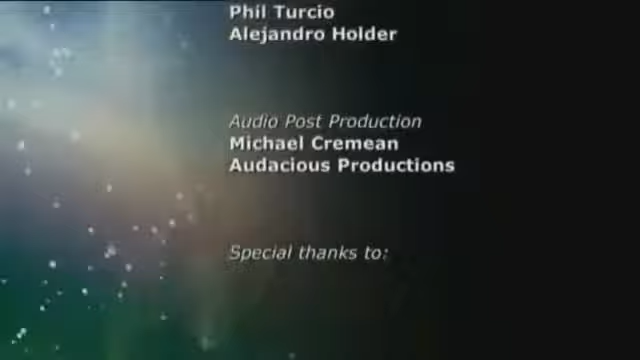 Phil Turcio
Alejandro Holder
Audio Post Production
Michael Cremean
Audacious Productions
Special thanks to: